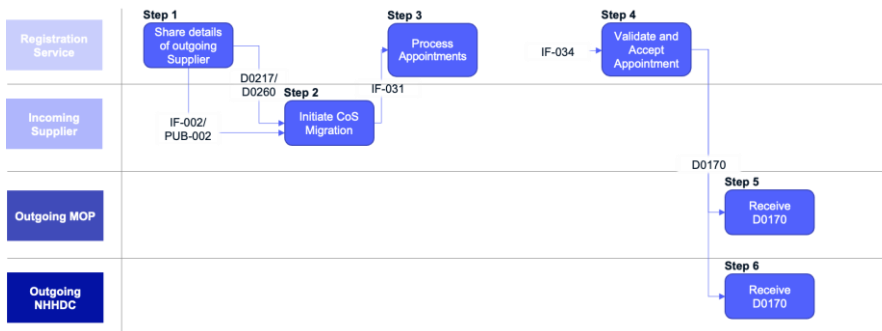 Step 1
Step 3
Step 4
Registration
Service
Share details
of outgoing
Supplier
Process
Appointments
IF-034
Validate and
Accept
Appointment
D0217/
D0260
Step 2
IF-031
Incoming
Supplier
IF-002/
PUB-002
Initiate CoS
Migration
D0170
Step 5
Outgoing MOP
Receive
D0170
Step 6
Outgoing
NHHDC
Receive
D0170